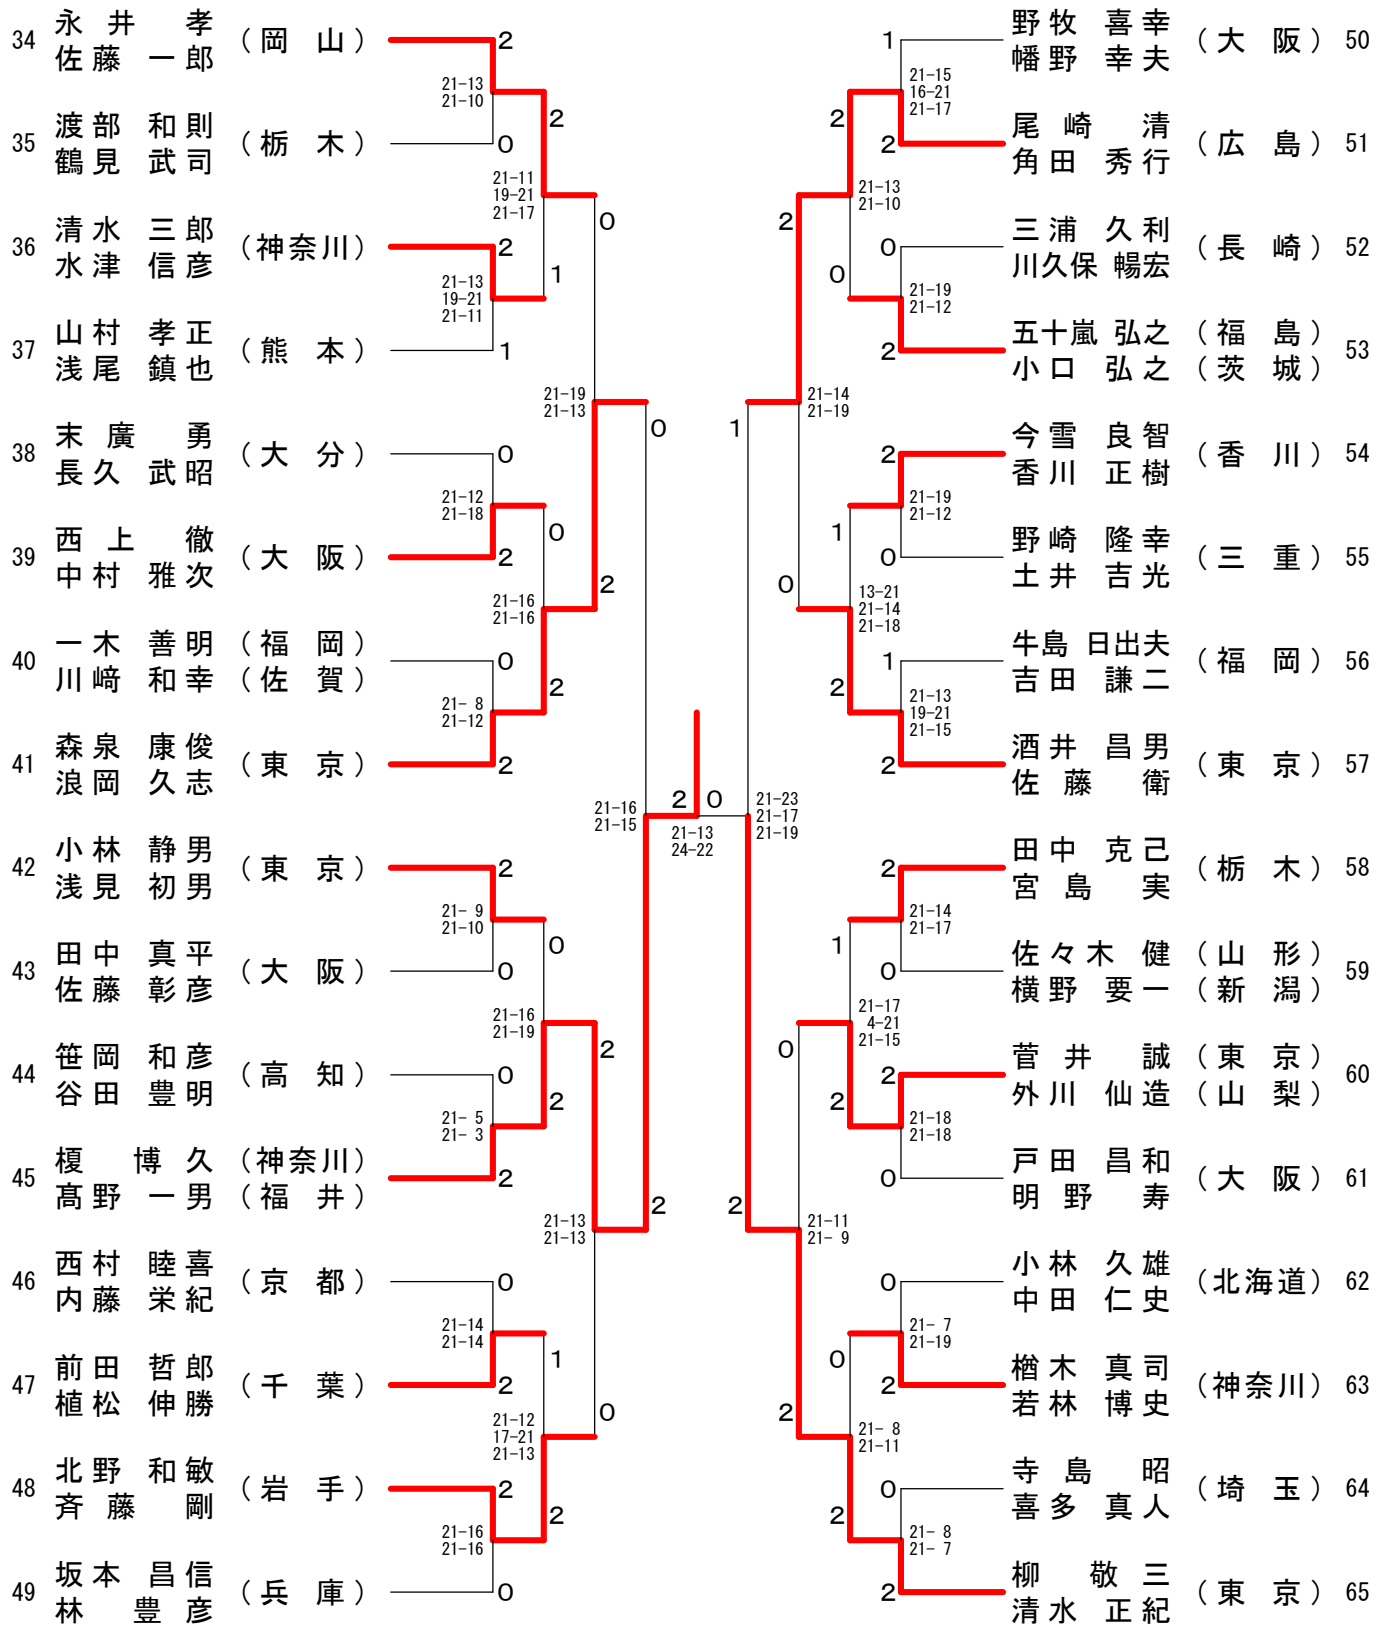 34 永井 孝 (岡 山) 2
佐藤 一郎
21-13
21-10
2
35 渡部 和則 (栃 木) 0
鶴見 武司
21-11
19-21
21-17
0
36 清水 三郎 (神奈川) 2
水津 信彦
21-13
19-21
21-11
1
37 山村 孝正 (熊 本) 1
浅尾 鎮也
21-19
21-13
0
38 末廣 勇 (大 分) 0
長久 武昭
21-12
21-18
0
39 西上 徹 (大 阪) 2
中村 雅次
21-16
21-16
2
40 一木 善明 (福 岡) 0
川﨑 和幸 (佐 賀)
21- 8
21-12
2
41 森泉 康俊 (東 京) 2
浪岡 久志
21-16
21-15
42 小林 静男 (東 京) 2
浅見 初男
21- 9
21-10
0
43 田中 真平 (大 阪) 0
佐藤 彰彦
21-16
21-19
2
44 笹岡 和彦 (高 知) 0
谷田 豊明
21- 5
21- 3
2
45 榎 博久 (神奈川) 2
髙野 一男 (福 井)
21-13
21-13
2
46 西村 睦喜 (京 都) 0
内藤 栄紀
21-14
21-14
1
47 前田 哲郎 (千 葉) 2
植松 伸勝
21-12
17-21
21-13
0
48 北野 和敏 (岩 手) 2
斉藤 剛
21-16
21-16
2
49 坂本 昌信 (兵 庫) 0
林 豊彦
2 0
21-13
24-22
1 野牧 喜幸 (大 阪) 50
幡野 幸夫
21-15
16-21
21-17
2
2 尾崎 清 (広 島) 51
角田 秀行
21-13
21-10
2
0 三浦 久利 (長 崎) 52
川久保 暢宏
21-19
21-12
0
2 五十嵐 弘之 (福 島) 53
小口 弘之 (茨 城)
21-14
21-19
1
2 今雪 良智 (香 川) 54
香川 正樹
21-19
21-12
1
0 野崎 隆幸 (三 重) 55
土井 吉光
13-21
21-14
21-18
0
1 牛島 日出夫 (福 岡) 56
吉田 謙二
21-13
19-21
21-15
2
2 酒井 昌男 (東 京) 57
佐藤 衛
21-23
21-17
21-19
2 田中 克己 (栃 木) 58
宮島 実
21-14
21-17
1
0 佐々木 健 (山 形) 59
横野 要一 (新 潟)
21-17
4-21
21-15
0
2 菅井 誠 (東 京) 60
外川 仙造 (山 梨)
21-18
21-18
2
0 戸田 昌和 (大 阪) 61
明野 寿
21-11
21- 9
2
0 小林 久雄 (北海道) 62
中田 仁史
21- 7
21-19
0
2 楢木 真司 (神奈川) 63
若林 博史
21- 8
21-11
2
0 寺島 昭 (埼 玉) 64
喜多 真人
21- 8
21- 7
2
2 柳 敬三 (東 京) 65
清水 正紀